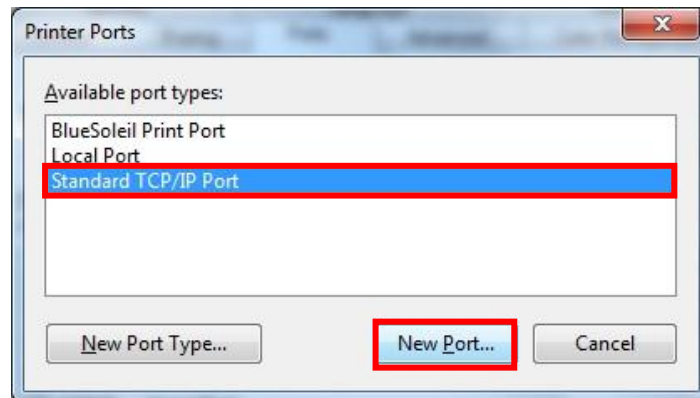 Printer Ports
Available port types:
BlueSoleil Print Port
Local Port
Standard TCP/IP Port
New Port Type...
New Port...
Cancel